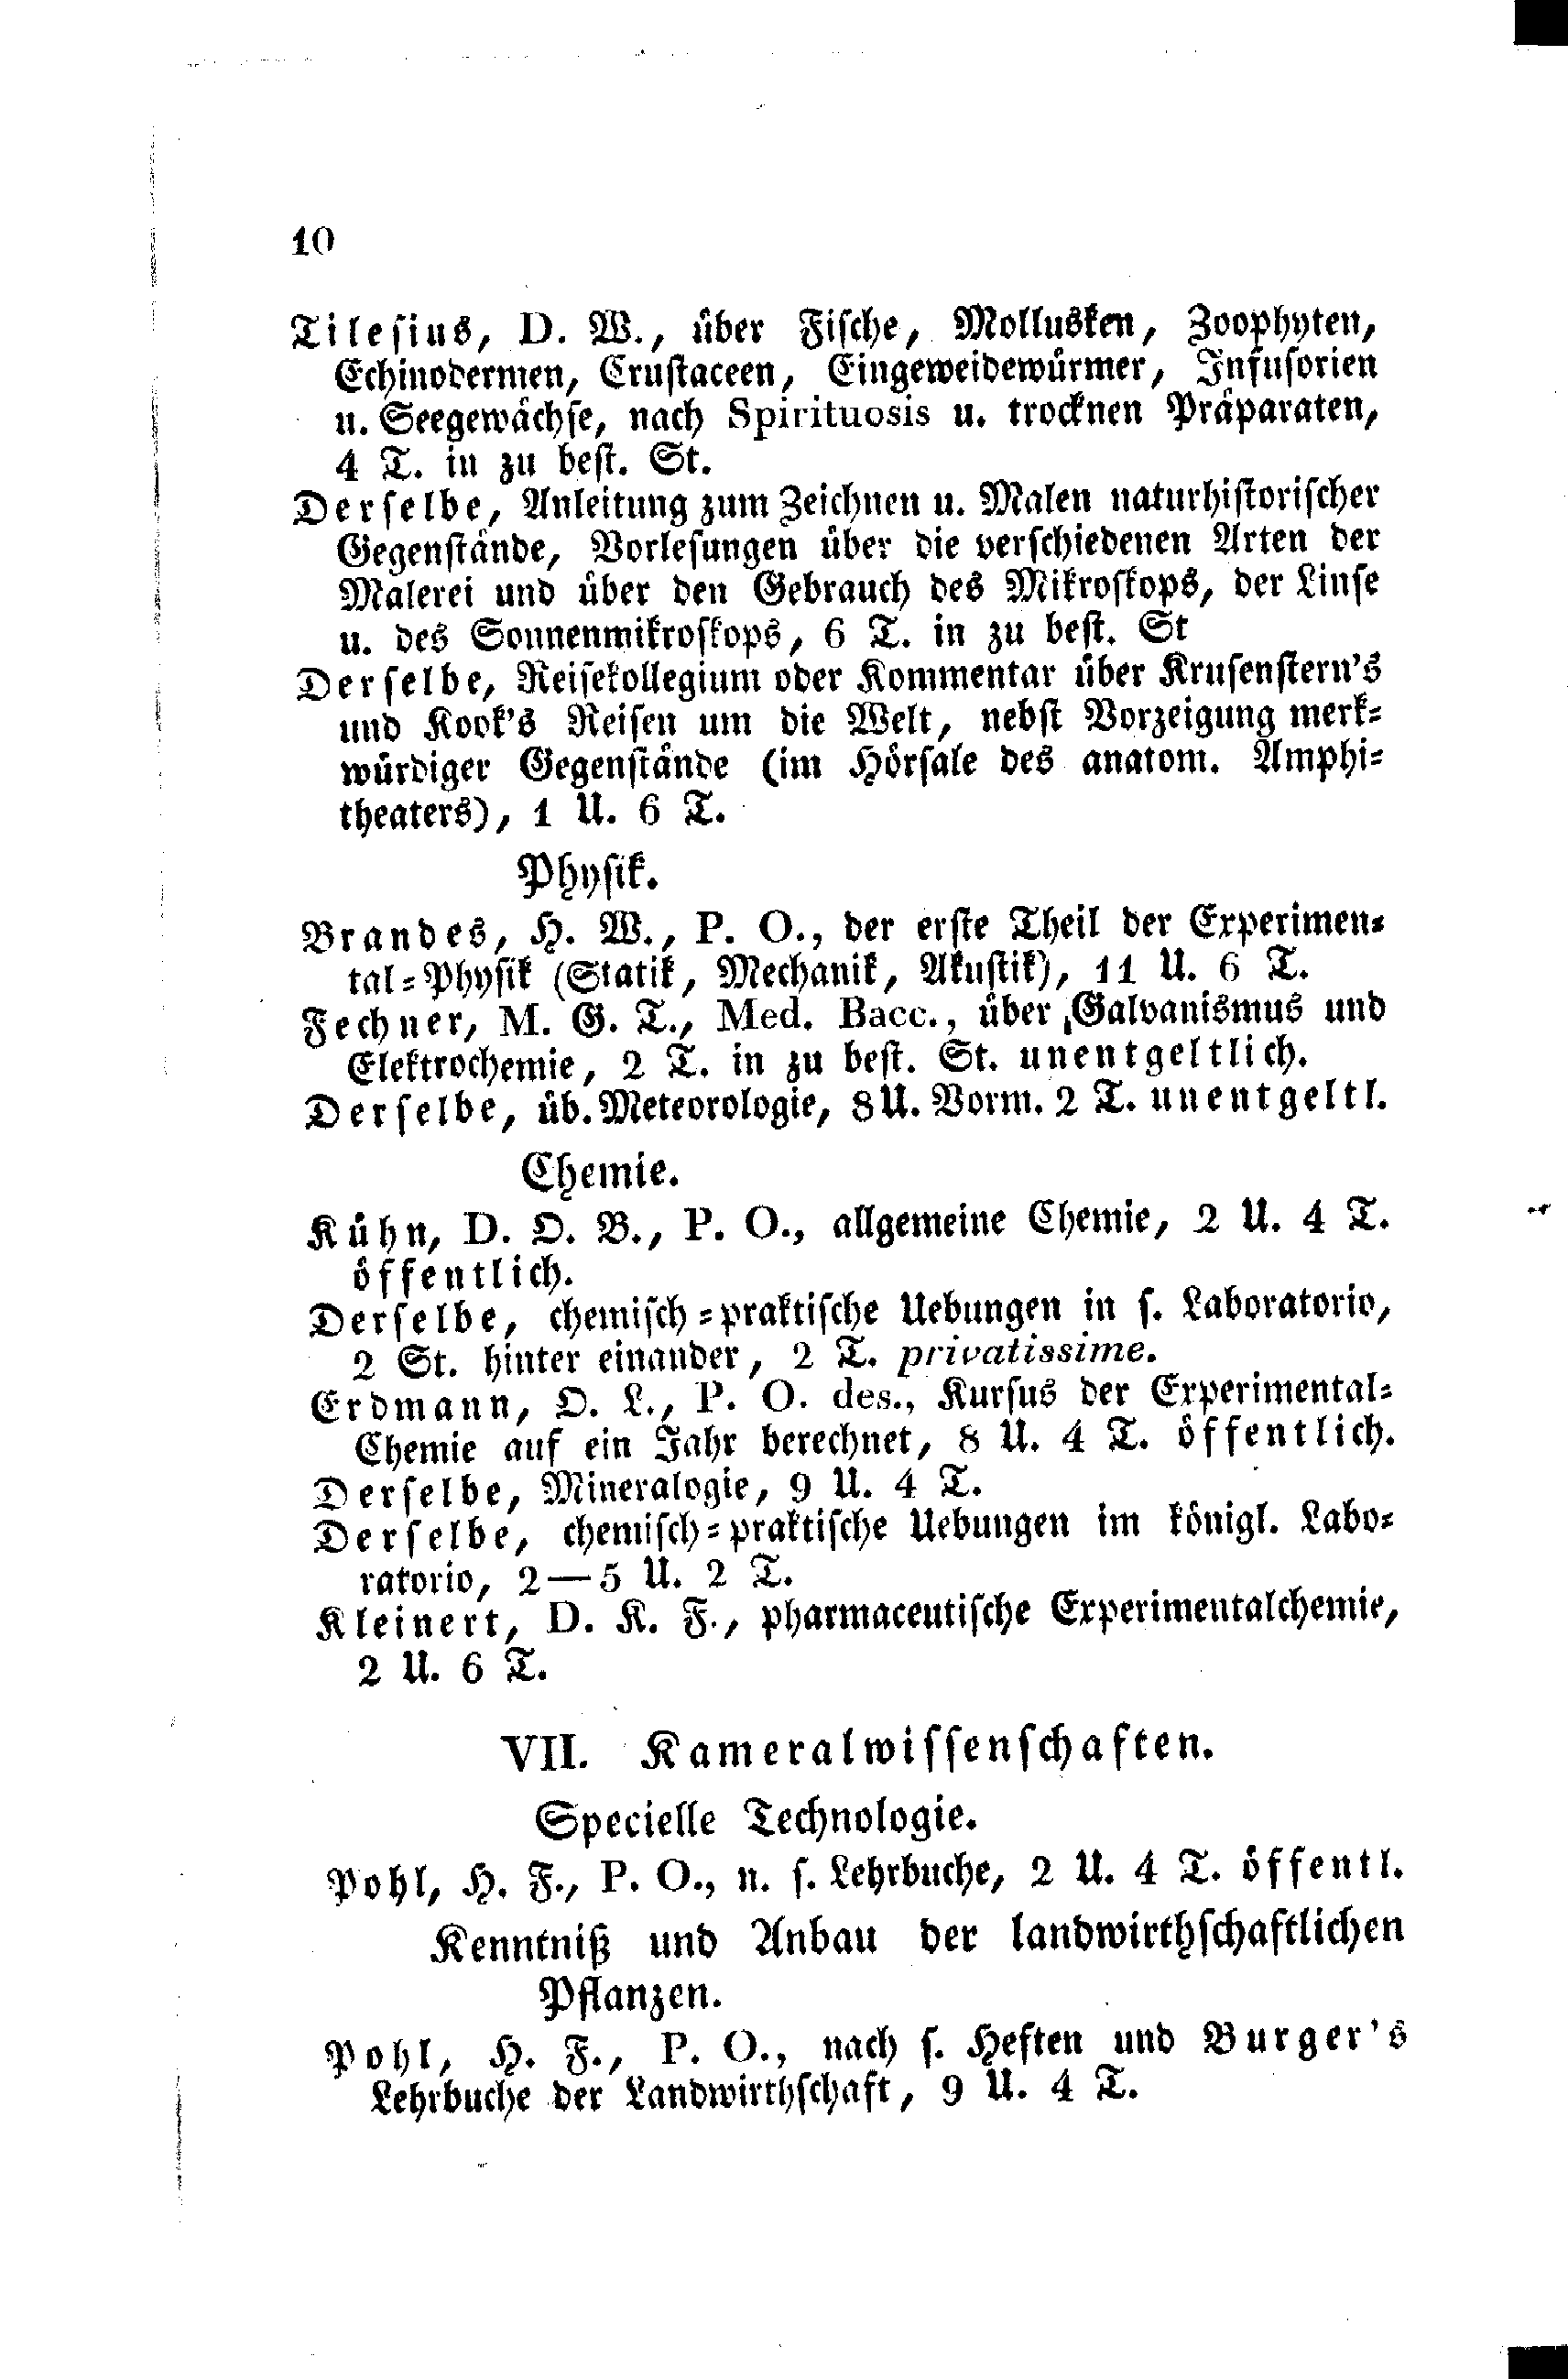 10
Tilesius, D. W., über Fische, Mollusken, Zoophyten,
Echinodermen, Crustaceen, Eingeweidewürmer, Infusorien
u. Seegewächse, nach Spirituosis u. trocknen Präparaten,
4 T. in zu best. St.
Derselbe, Anleitung zum Zeichnen u. Malen naturhistorischer
Gegenstände, Vorlesungen über die verschiedenen Arten der
Malerei und über den Gebrauch des Mikroskops, der Linse
u. des Sonnenmikroskops, 6 T. in zu best. St
Derselbe, Reisekollegium oder Kommentar über Krusenstern's
und Kook's Reisen um die Welt, nebst Vorzeigung merk-
würdiger Gegenstände (im Hörsale des anatom. Amphi-
theaters), 1 U. 6 T.
Physik.
Brandes, H. W., P. O., der erste Theil der Experimen-
tal-Physik (Statik, Mechanik, Akustik), 11 U. 6 T.
Fechner, M. G. T., Med. Bacc., über Galvanismus und
Elektrochemie, 2 T. in zu best. St. unentgeltlich.
Derselbe, üb. Meteorologie, 8 U. Vorm. 2 T. unentgeltl.
Chemie.
Kühn, D. O. B., P. O., allgemeine Chemie, 2 U. 4 T.
öffentlich.
Derselbe, chemisch-praktische Uebungen in s. Laboratorio,
2 St. hinter einander, 2 T. privatissime.
Erdmann, O. L., P. O. des., Kursus der Experimental-
Chemie auf ein Jahr berechnet, 8 U. 4 T. öffentlich.
Derselbe, Mineralogie, 9 U. 4 T.
Derselbe, chemisch-praktische Uebungen im königl. Labo-
ratorio, 2—5 U. 2 T.
Kleinert, D. K. F., pharmaceutische Experimentalchemie,
2 U. 6 T.
VII. Kameralwissenschaften.
Specielle Technologie.
Pohl, H. F., P. O., n. s. Lehrbuche, 2 U. 4 T. öffentl.
Kenntniß und Anbau der landwirthschaftlichen
Pflanzen.
Pohl, H. F., P. O., nach s. Heften und Burger's
Lehrbuche der Landwirthschaft, 9 U. 4 T.